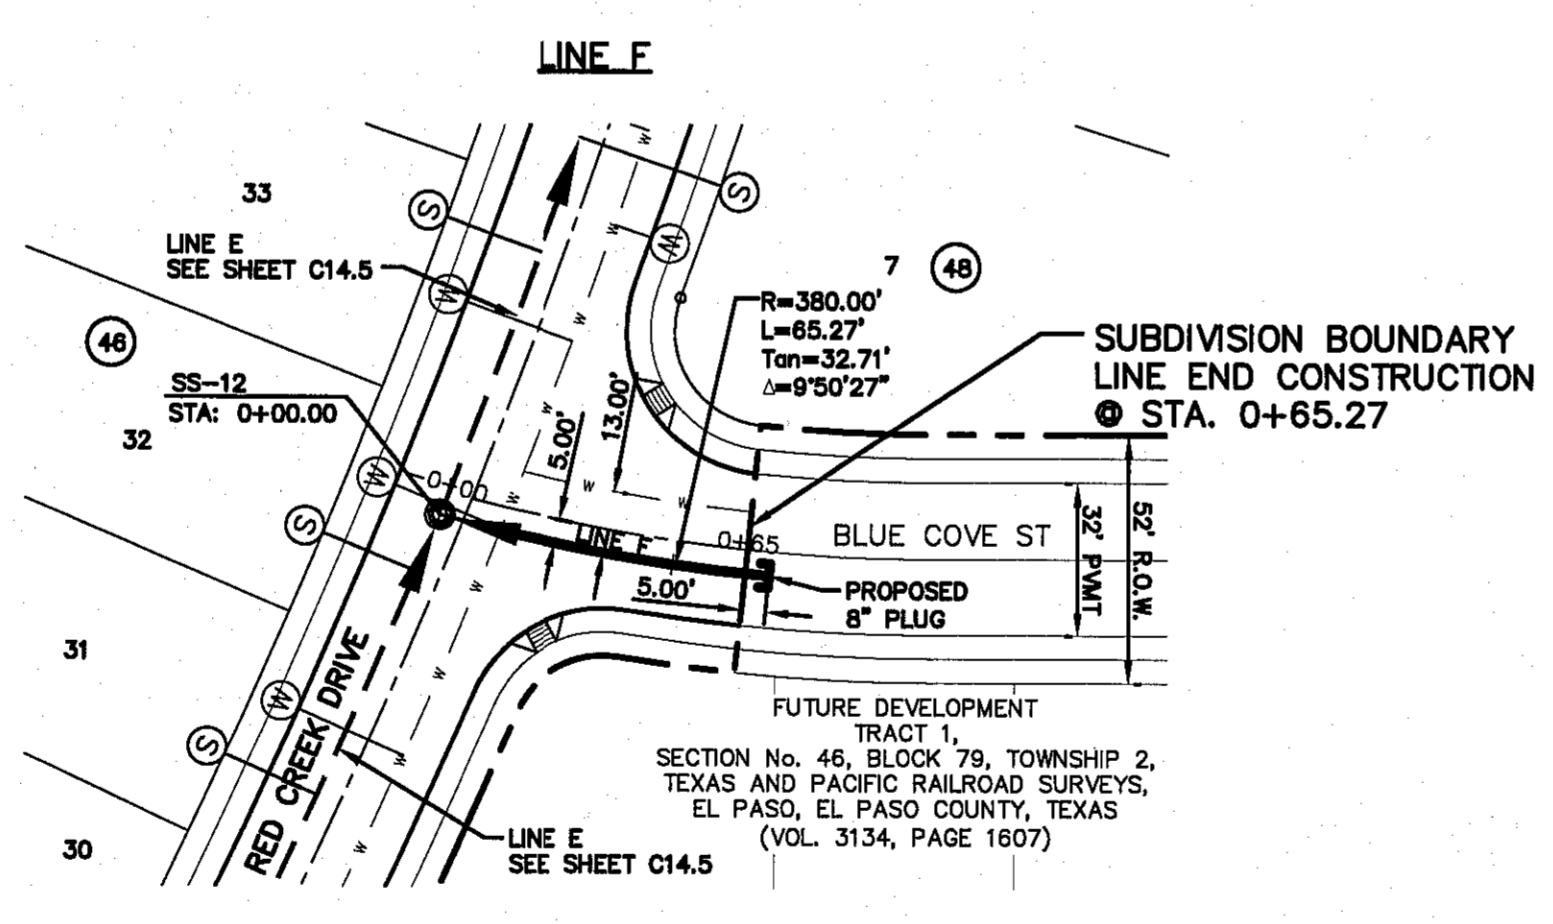 LINE F
33
LINE E
SEE SHEET C14.5
S
S
W
W
7
48
R=380.00'
L=65.27'
Tan=32.71'
Δ=9°50'27"
SUBDIVISION BOUNDARY
LINE END CONSTRUCTION
@ STA. 0+65.27
46
SS-12
STA: 0+00.00
32
5.00'
13.00'
W
S
0+00
LINE F
0+65
BLUE COVE ST
32' PVMT
52' R.O.W.
5.00'
PROPOSED
8" PLUG
31
W
S
RED CREEK DRIVE
30
LINE E
SEE SHEET C14.5
FUTURE DEVELOPMENT
TRACT 1,
SECTION No. 46, BLOCK 79, TOWNSHIP 2,
TEXAS AND PACIFIC RAILROAD SURVEYS,
EL PASO, EL PASO COUNTY, TEXAS
(VOL. 3134, PAGE 1607)
w
w
w
w
w
w
w
w
w
w
w
w